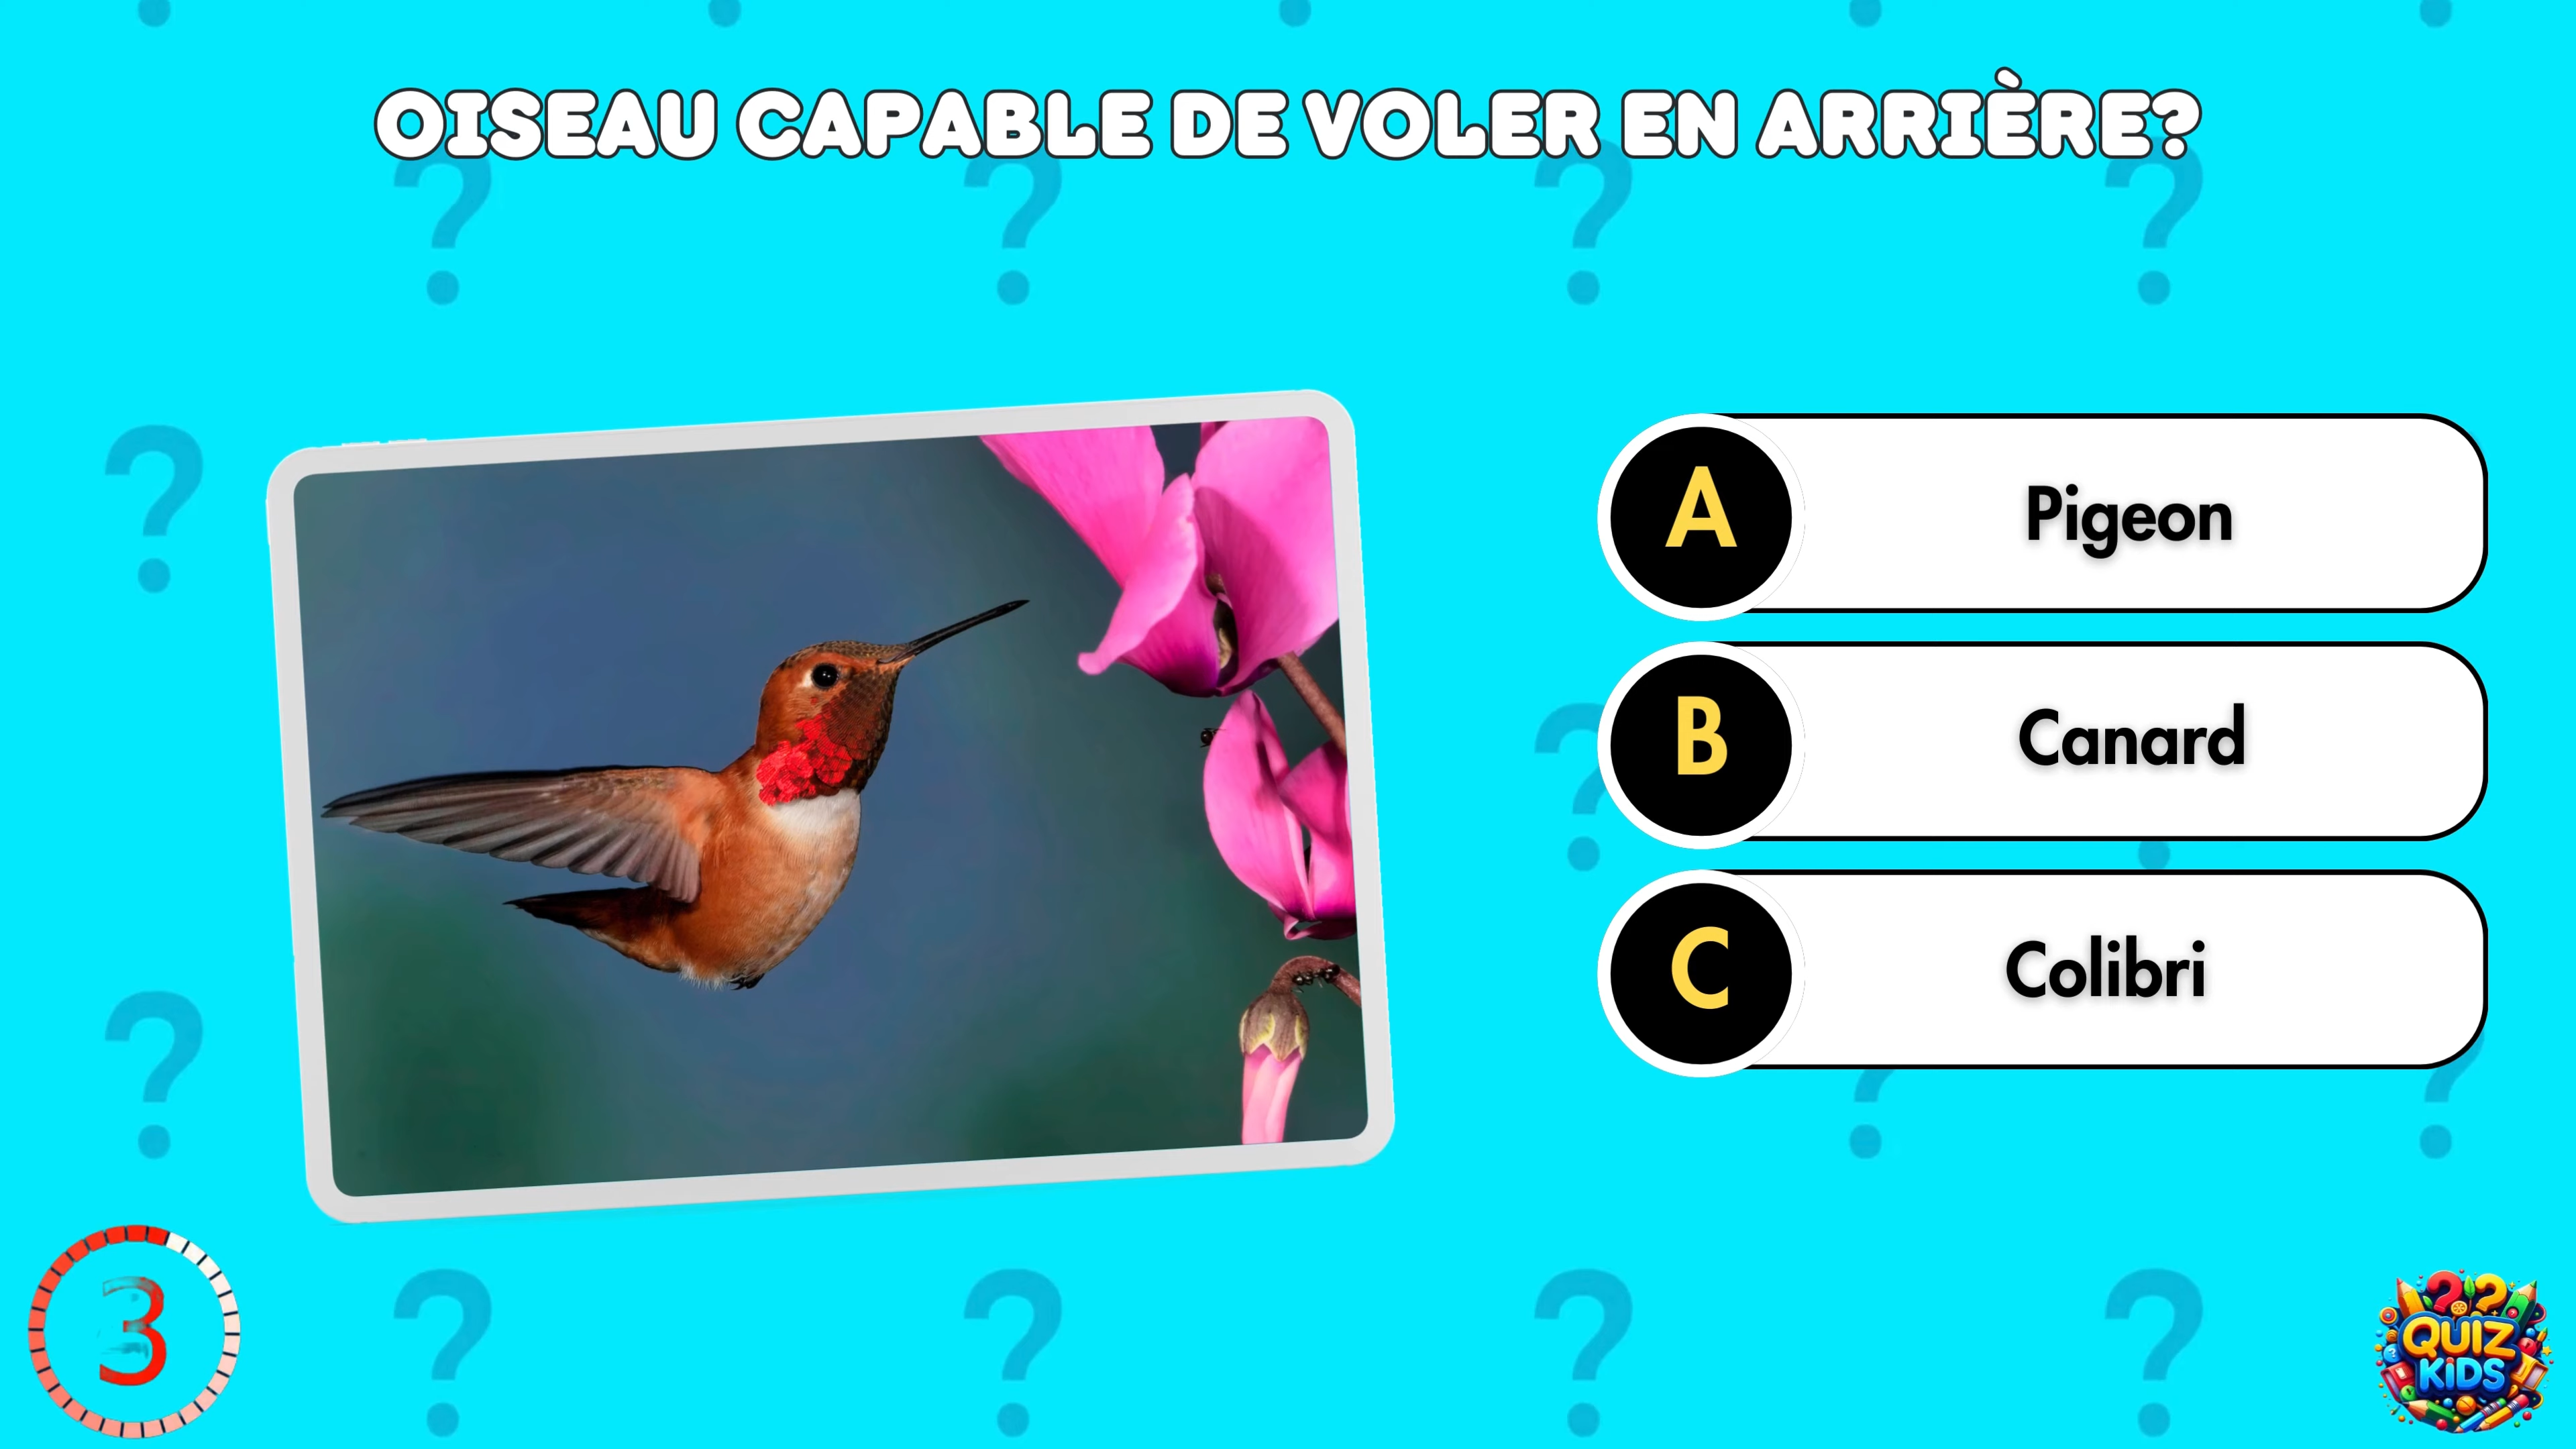 OISEAU CAPABLE DE VOLER EN ARRIÈRE?
A
Pigeon
B
Canard
C
Colibri
3
QUIZ
KiDS